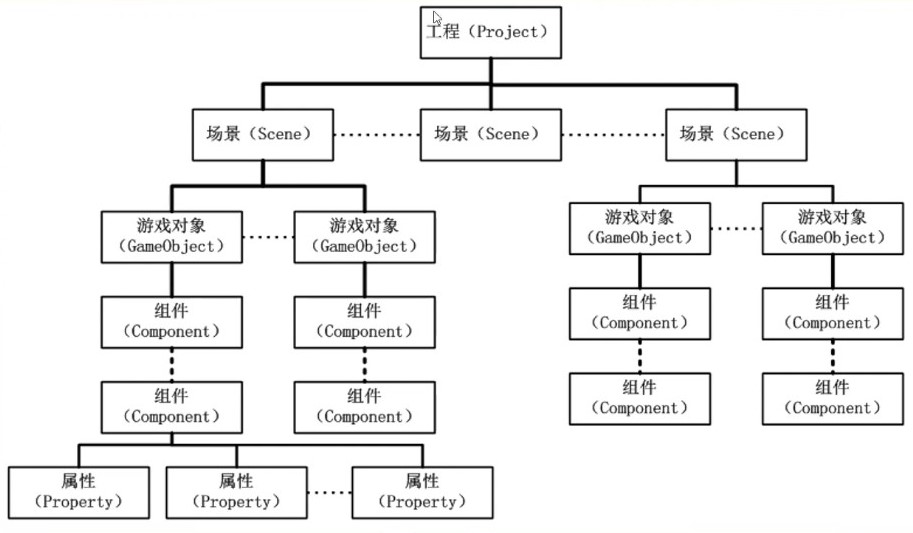 工程（Project）
场景（Scene）
场景（Scene）
场景（Scene）
游戏对象
（GameObject）
游戏对象
（GameObject）
游戏对象
（GameObject）
游戏对象
（GameObject）
组件
（Component）
组件
（Component）
组件
（Component）
组件
（Component）
组件
（Component）
组件
（Component）
组件
（Component）
组件
（Component）
属性
（Property）
属性
（Property）
属性
（Property）